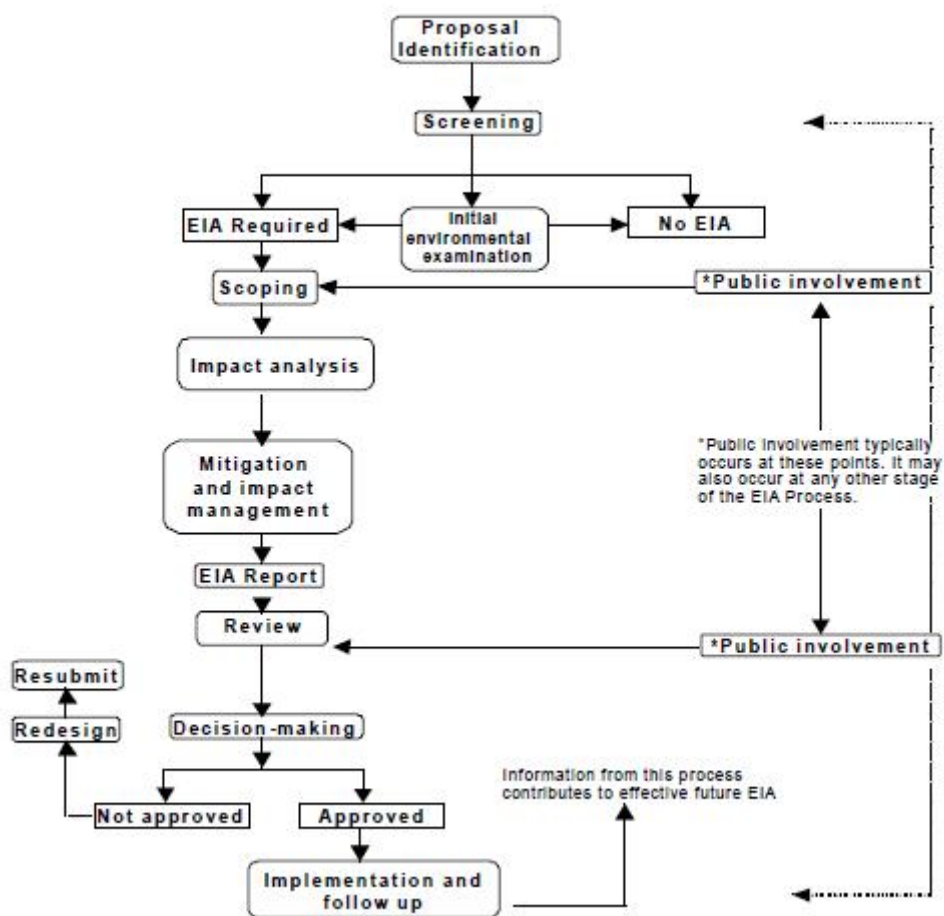 Proposal
Identification
Screening
EIA Required
Initial
environmental
examination
No EIA
Scoping
*Public involvement
Impact analysis
*Public Involvement typically
occurs at these points. It may
also occur at any other stage
of the EIA Process.
Mitigation
and impact
management
EIA Report
Review
*Public involvement
Resubmit
Redesign
Decision-making
Information from this process
contributes to effective future EIA
Not approved
Approved
Implementation and
follow up